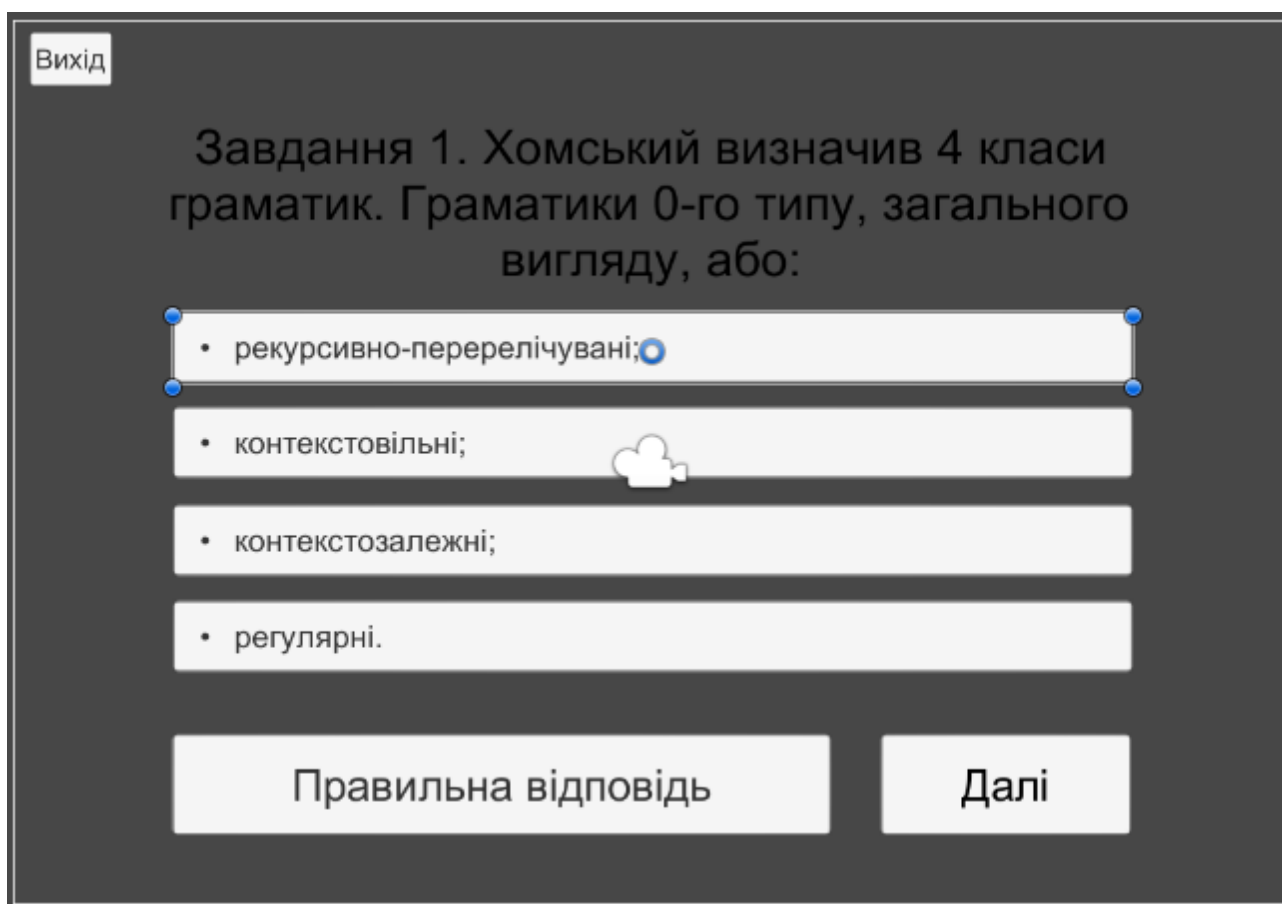 Вихід
Завдання 1. Хомський визначив 4 класи
граматик. Граматики 0-го типу, загального
вигляду, або:
• рекурсивно-перерелічувані;
• контекстовільні;
• контекстозалежні;
• регулярні.
Правильна відповідь
Далі